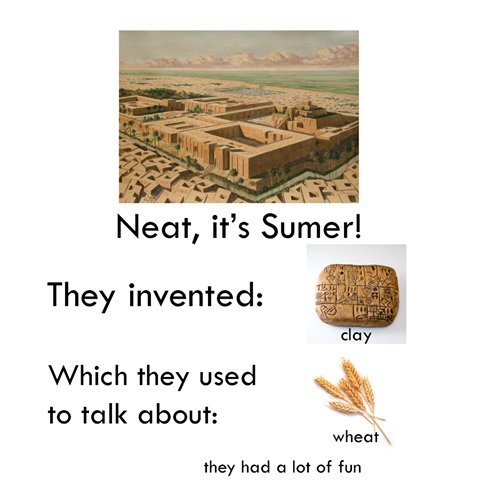 Neat, it's Sumer!
They invented:
clay
Which they used
to talk about:
wheat
they had a lot of fun